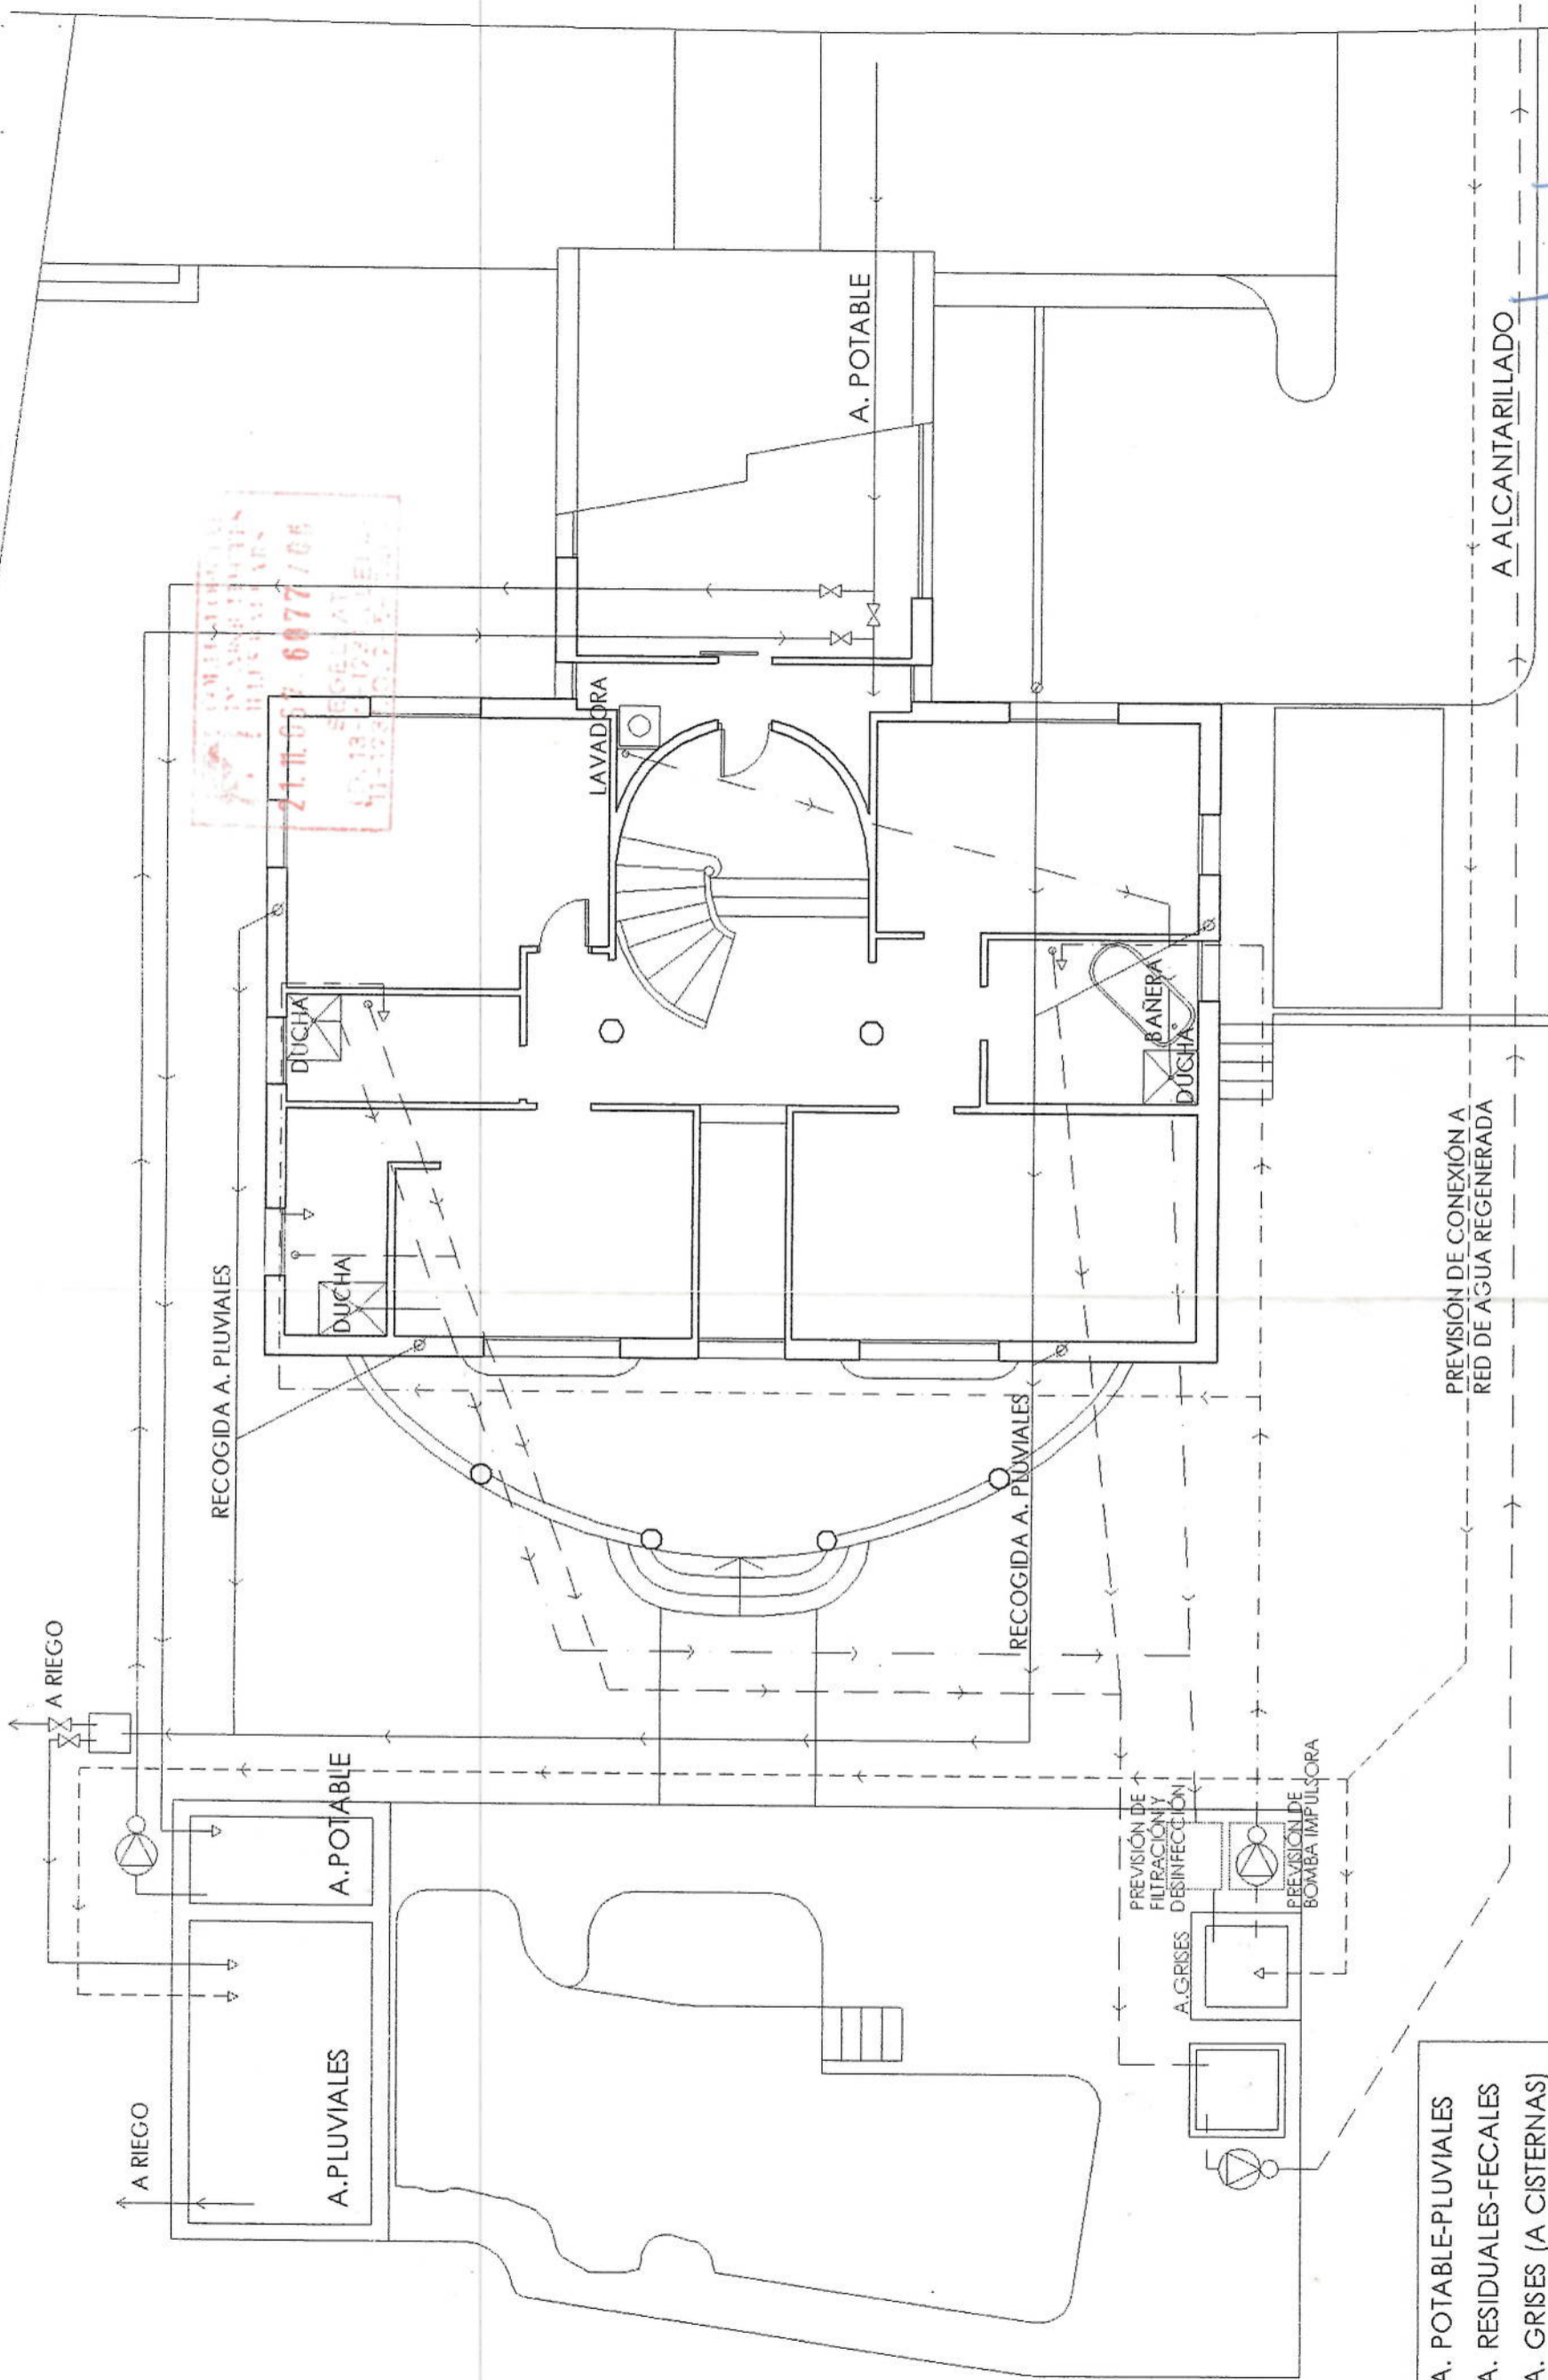 A RIEGO
A RIEGO
A.PLUVIALES
A.POTABLE
RECOGIDA A. PLUVIALES
DUCHA
DUCHA
LAVADORA
A. POTABLE
21.11.06
6877
RECOGIDA A. PLUVIALES
BAÑERA
DUCHA
PREVISIÓN DE
FILTRACIÓN Y
DESINFECCIÓN
A.GRISES
PREVISIÓN DE
BOMBA IMPULSORA
PREVISIÓN DE CONEXIÓN A
RED DE AGUA REGENERADA
A ALCANTARILLADO
A. POTABLE-PLUVIALES
A. RESIDUALES-FECALES
A. GRISES (A CISTERNAS)